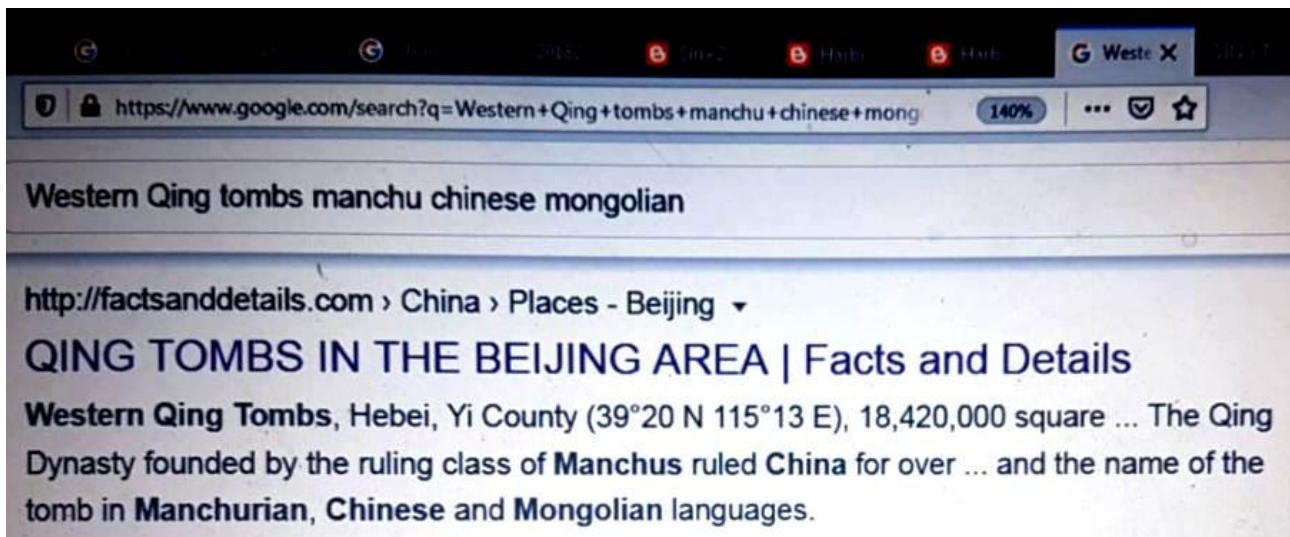 Weste
https://www.google.com/search?q=Western+Qing+tombs+manchu+chinese+mong
140%
Western Qing tombs manchu chinese mongolian
http://factsanddetails.com › China › Places - Beijing
QING TOMBS IN THE BEIJING AREA | Facts and Details
Western Qing Tombs, Hebei, Yi County (39°20 N 115°13 E), 18,420,000 square ... The Qing
Dynasty founded by the ruling class of Manchus ruled China for over ... and the name of the
tomb in Manchurian, Chinese and Mongolian languages.